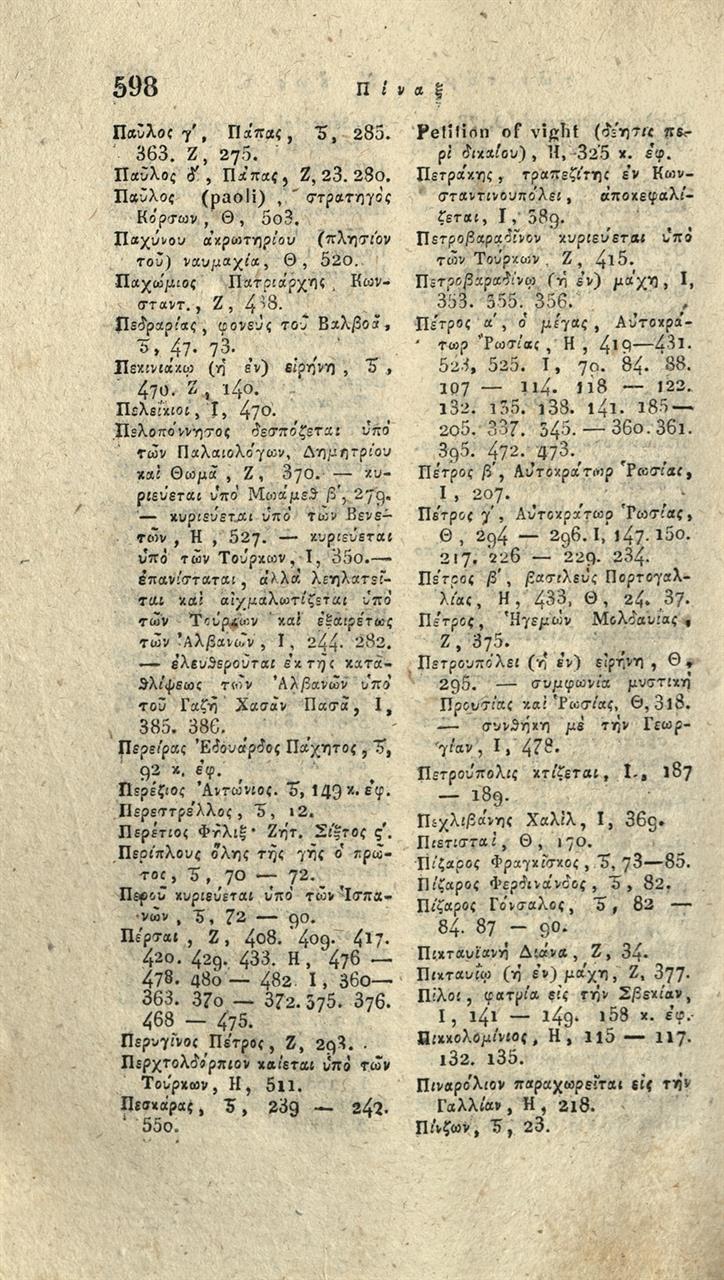 598
Πίναξ
Παῦλος γ', Πάπας, Ϛ, 285.
363. Ζ, 275.
Παῦλος δ', Πάπας, Ζ, 23. 280.
Παῦλος (paoli), στρατηγὸς
Κόρσων, Θ, 503.
Παχύνου ἀκρωτηρίου (πλησίον
τοῦ) ναυμαχία, Θ, 520.
Παχώμιος Πατριάρχης Κων-
σταντ., Ζ, 438.
Πεδραρίας, φονεὺς τοῦ Βαλβοᾶ,
Ϛ, 47. 73.
Πεκινιάκῳ (ἡ ἐν) εἰρήνη, Ϛ,
470. Ζ, 140.
Πελεΐκιοι, Ι, 470.
Πελοπόννησος δεσπόζεται ὑπὸ
τῶν Παλαιολόγων, Δημητρίου
καὶ Θωμᾶ, Ζ, 370. — κυ-
ριεύεται ὑπὸ Μωάμεθ β', 279.
— κυριεύεται ὑπὸ τῶν Βενε-
τῶν, Η, 527. — κυριεύεται
ὑπὸ τῶν Τούρκων, Ι, 350. —
ἐπανίσταται, ἀλλὰ λεηλατεῖ-
ται καὶ αἰχμαλωτίζεται ὑπὸ
τῶν Τούρκων καὶ ἐξαιρέτως
τῶν Ἀλβανῶν, Ι, 244. 282.
— ἐλευθεροῦται ἐκ τῆς κατα-
θλίψεως τῶν Ἀλβανῶν ὑπὸ
τοῦ Γαζῆ Χασὰν Πασᾶ, Ι,
385. 386.
Περείρας Ἐδουάρδος Πάχητος, Ϛ,
92 κ. ἑφ.
Περέζιος Ἀντώνιος. Ϛ, 149 κ. ἑφ.
Περεστρέλλος, Ϛ, 12.
Περέτιος Φήλιξ· Ζήτ. Σίξτος ϛ'.
Περίπλους ὅλης τῆς γῆς ὁ πρῶ-
τος, Ϛ, 70 — 72.
Περοῦ κυριεύεται ὑπὸ τῶν Ἱσπα-
νῶν, Ϛ, 72 — 90.
Πέρσαι, Ζ, 408. 409. 417.
420. 429. 433. Η, 476 —
478. 480 — 482. Ι, 360—
363. 370 — 372. 375. 376.
468 — 475.
Περυγῖνος Πέτρος, Ζ, 293.
Περχτολδόρπιον καίεται ὑπὸ τῶν
Τούρκων, Η, 511.
Πεσκάρας, Ϛ, 239 — 242.
550.
Petition of right (δέησις πε-
ρὶ δικαίου), Η, 325 κ. ἑφ.
Πετράκης, τραπεζίτης ἐν Κων-
σταντινουπόλει, ἀποκεφαλί-
ζεται, Ι, 389.
Πετροβαραδῖνον κυριεύεται ὑπὸ
τῶν Τούρκων, Ζ, 415.
Πετροβαραδίνῳ (ἡ ἐν) μάχη, Ι,
353. 355. 356.
Πέτρος α', ὁ μέγας, Αὐτοκρά-
τωρ Ῥωσίας, Η, 419—431.
523, 525. Ι, 70. 84. 88.
107 — 114. 118 — 122.
132. 135. 138. 141. 185—
205. 337. 345. — 360. 361.
395. 472. 473.
Πέτρος β', Αὐτοκράτωρ Ῥωσίας,
Ι, 207.
Πέτρος γ', Αὐτοκράτωρ Ῥωσίας,
Θ, 294 — 296. Ι, 147. 150.
217. 226 — 229. 234.
Πέτρος β', βασιλεὺς Πορτογαλ-
λίας, Η, 433, Θ, 24. 37.
Πέτρος, Ἡγεμὼν Μολδαυίας,
Ζ, 375.
Πετρουπόλει (ἡ ἐν) εἰρήνη, Θ,
295. — συμφωνία μυστικὴ
Προυσίας καὶ Ῥωσίας, Θ, 318.
— συνθήκη μὲ τὴν Γεωρ-
γίαν, Ι, 478.
Πετρούπολις κτίζεται, Ι., 187
— 189.
Πεχλιβάνης Χαλὶλ, Ι, 369.
Πιετισταὶ, Θ, 170.
Πίζαρος Φραγκῖσκος, Ϛ, 73—85.
Πίζαρος Φερδινάνδος, Ϛ, 82.
Πίζαρος Γόνσαλος, Ϛ, 82 —
84. 87 — 90.
Πικταυϊανὴ Διάνα, Ζ, 34.
Πικταυΐῳ (ἡ ἐν) μάχη, Ζ, 377.
Πίλοι, φατρία εἰς τὴν Σβεκίαν,
Ι, 141 — 149. 158 κ. ἑφ.
Πικκολομίνιος, Η, 115 — 117.
132. 135.
Πιναρόλιον παραχωρεῖται εἰς τὴν
Γαλλίαν, Η, 218.
Πίνζων, Ϛ, 23.